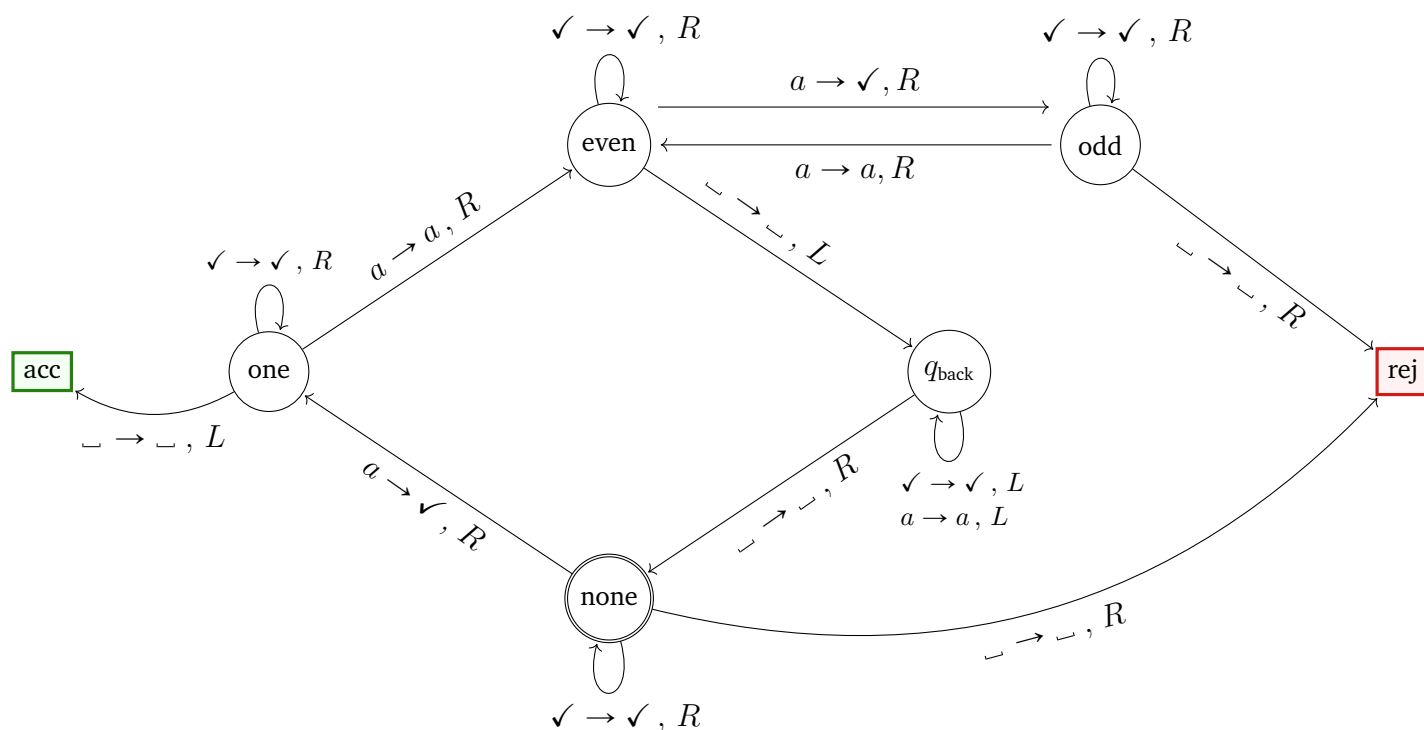 ✓ → ✓, R
✓ → ✓, R
a → ✓, R
even
odd
a → a, R
␣ → ␣, L
a → a, R
✓ → ✓, R
␣ → ␣, R
acc
one
q_back
rej
␣ → ␣, L
a → ✓, R
␣ → ␣, R
✓ → ✓, L
a → a, L
none
␣ → ␣, R
✓ → ✓, R